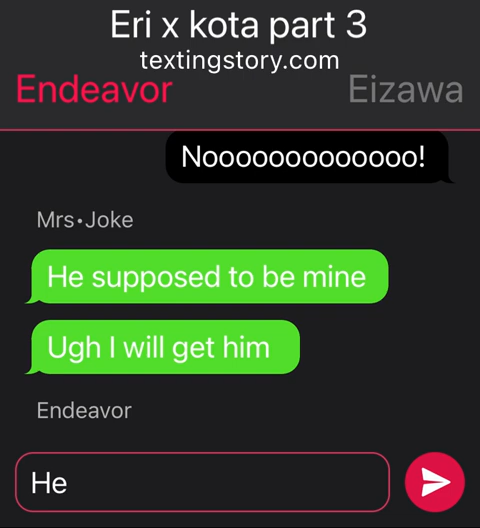 Eri x kota part 3
textingstory.com
Endeavor
Eizawa
Nooooooooooooo!
Mrs•Joke
He supposed to be mine
Ugh I will get him
Endeavor
He